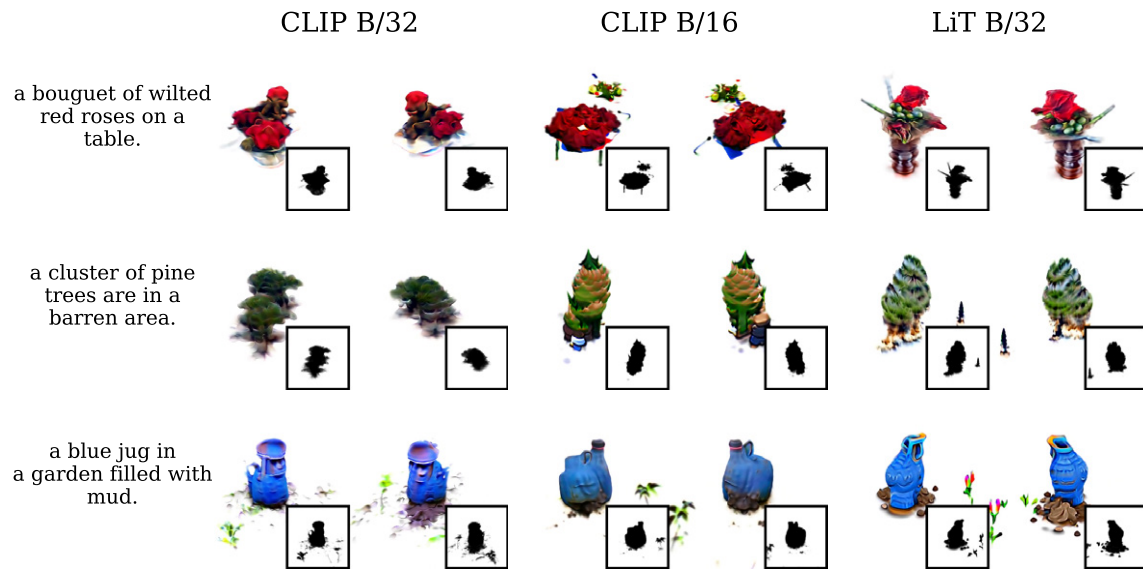 CLIP B/32
CLIP B/16
LiT B/32
a bouguet of wilted
red roses on a
table.
a cluster of pine
trees are in a
barren area.
a blue jug in
a garden filled with
mud.